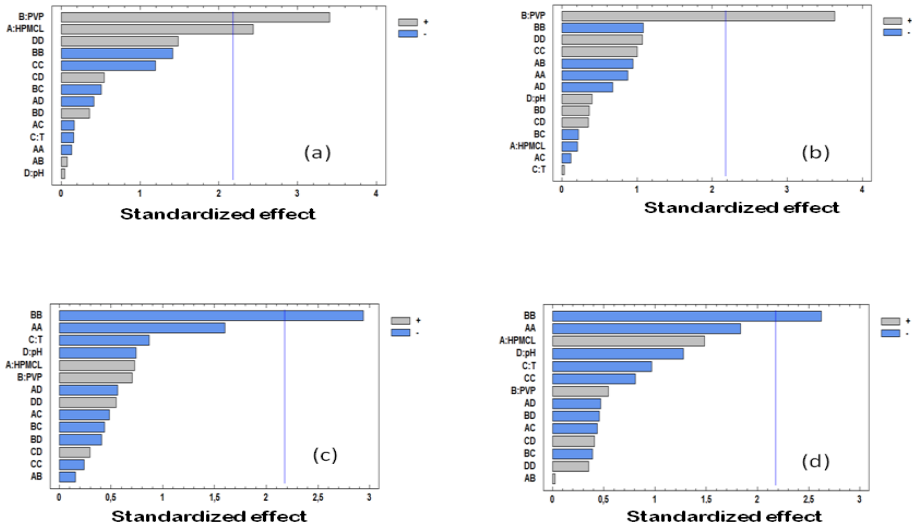 B:PVP
A:HPMCL
DD
BB
CC
CD
BC
AD
BD
AC
C:T
AA
AB
D:pH
0 1 2 3 4
Standardized effect
(a)
+
-
B:PVP
BB
DD
CC
AB
AA
AD
D:pH
BD
CD
BC
A:HPMCL
AC
C:T
0 1 2 3 4
Standardized effect
(b)
+
-
BB
AA
C:T
D:pH
A:HPMCL
B:PVP
AD
DD
AC
BC
BD
CD
CC
AB
0 0,5 1 1,5 2 2,5 3
Standardized effect
(c)
+
-
BB
AA
A:HPMCL
D:pH
C:T
CC
B:PVP
AD
BD
AC
CD
BC
DD
AB
0 0,5 1 1,5 2 2,5 3
Standardized effect
(d)
+
-